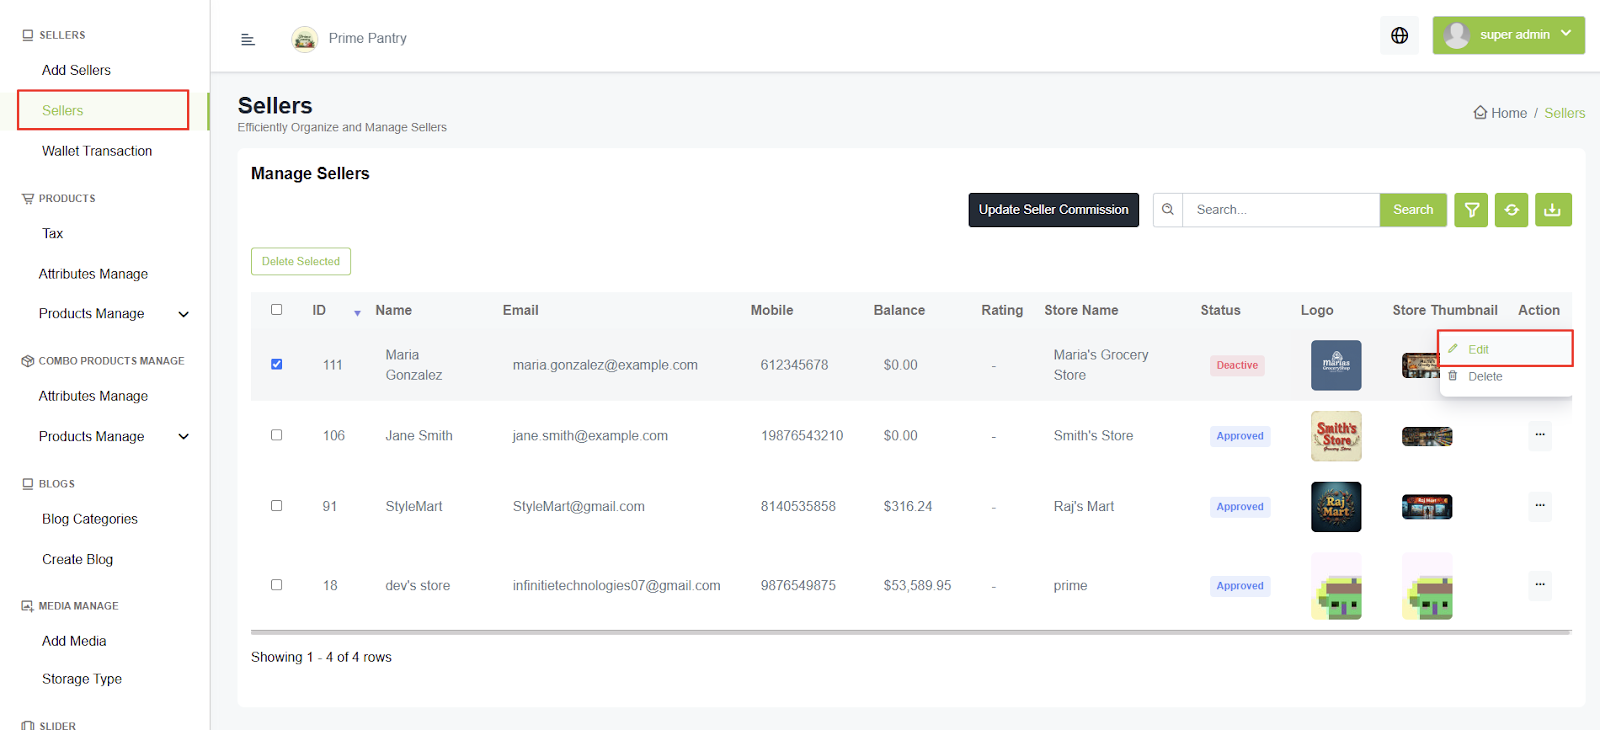 SELLERS
Add Sellers
Sellers
Wallet Transaction
PRODUCTS
Tax
Attributes Manage
Products Manage
COMBO PRODUCTS MANAGE
Attributes Manage
Products Manage
BLOGS
Blog Categories
Create Blog
MEDIA MANAGE
Add Media
Storage Type
SLIDER
Prime Pantry
super admin
Sellers
Efficiently Organize and Manage Sellers
Home / Sellers
Manage Sellers
Update Seller Commission
Search...
Search
Delete Selected
ID Name Email Mobile Balance Rating Store Name Status Logo Store Thumbnail Action
111 Maria Gonzalez maria.gonzalez@example.com 612345678 $0.00 - Maria's Grocery Store Deactive
Marias
GroceryShop
Edit
Delete
106 Jane Smith jane.smith@example.com 19876543210 $0.00 - Smith's Store Approved
Smith's
Store
Grocery Store
...
91 StyleMart StyleMart@gmail.com 8140535858 $316.24 - Raj's Mart Approved
Raj
Mart
Raj Mart
...
18 dev's store infinitietechnologies07@gmail.com 9876549875 $53,589.95 - prime Approved
...
Showing 1 - 4 of 4 rows